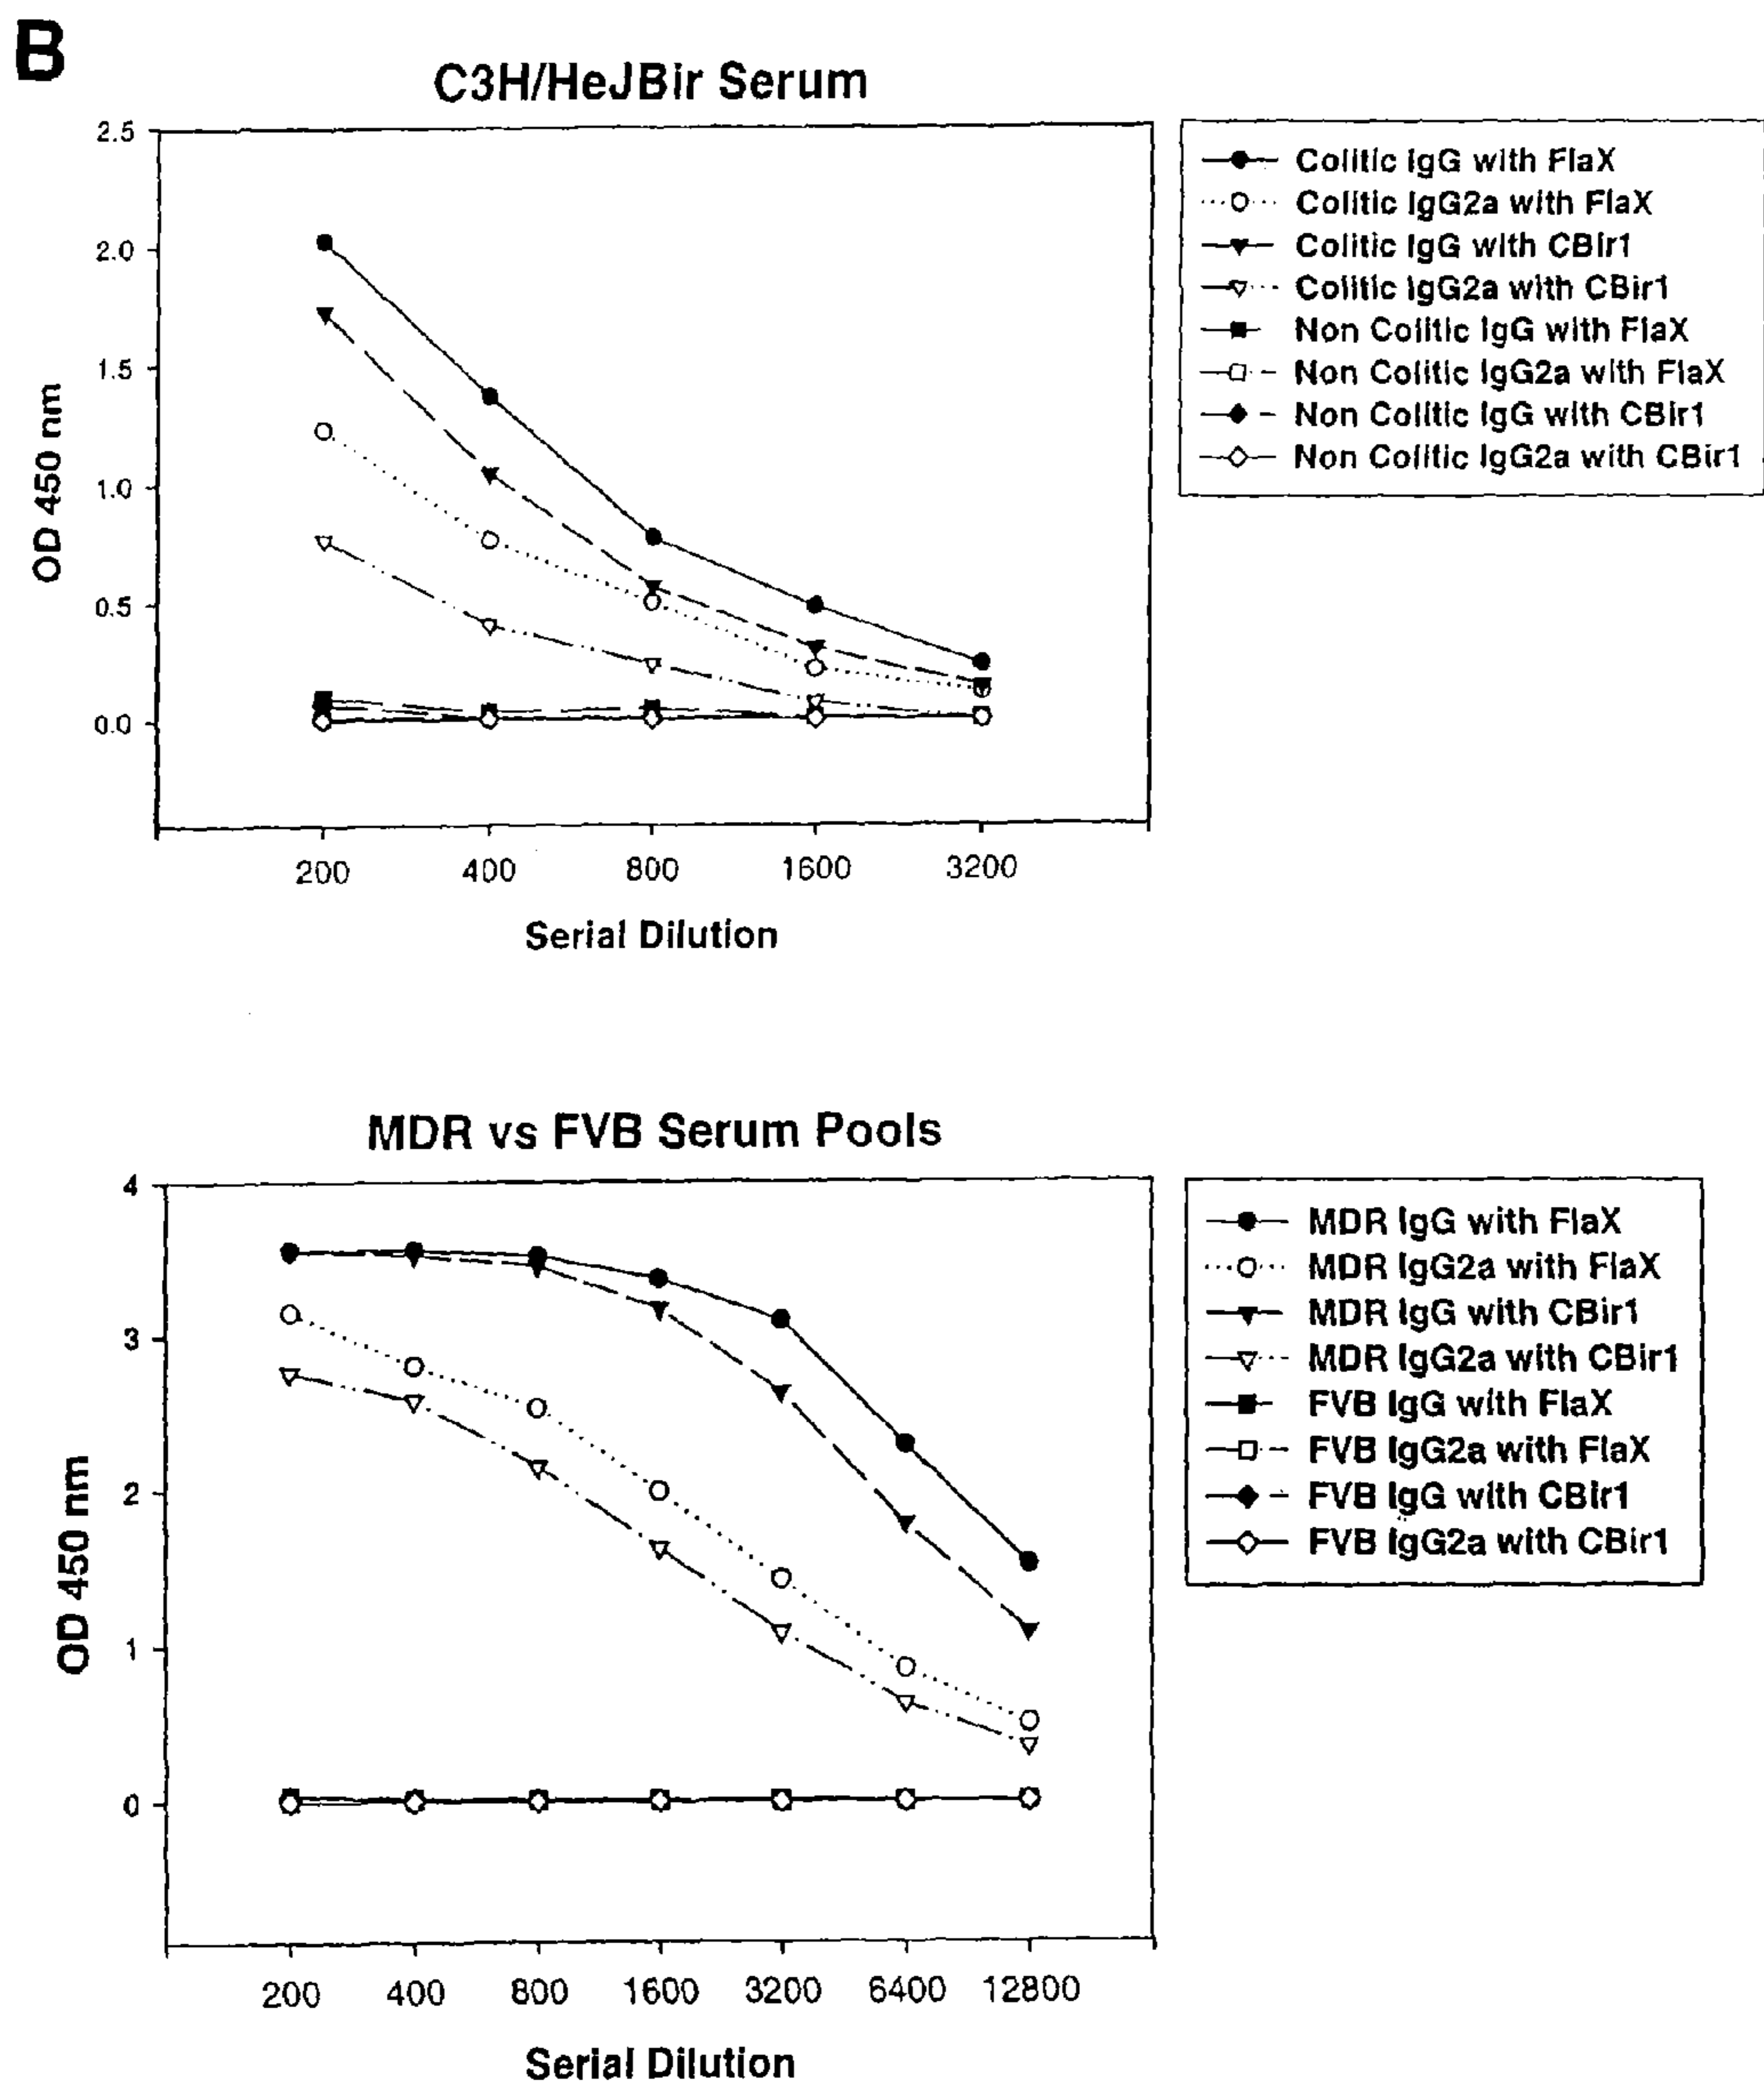 B
C3H/HeJBir Serum
2.5
2.0
1.5
1.0
0.5
0.0
OD 450 nm
200 400 800 1600 3200
Serial Dilution
Colitic IgG with FlaX
Colitic IgG2a with FlaX
Colitic IgG with CBir1
Colitic IgG2a with CBir1
Non Colitic IgG with FlaX
Non Colitic IgG2a with FlaX
Non Colitic IgG with CBir1
Non Colitic IgG2a with CBir1
MDR vs FVB Serum Pools
4
3
2
1
0
OD 450 nm
200 400 800 1600 3200 6400 12800
Serial Dilution
MDR IgG with FlaX
MDR IgG2a with FlaX
MDR IgG with CBir1
MDR IgG2a with CBir1
FVB IgG with FlaX
FVB IgG2a with FlaX
FVB IgG with CBir1
FVB IgG2a with CBir1